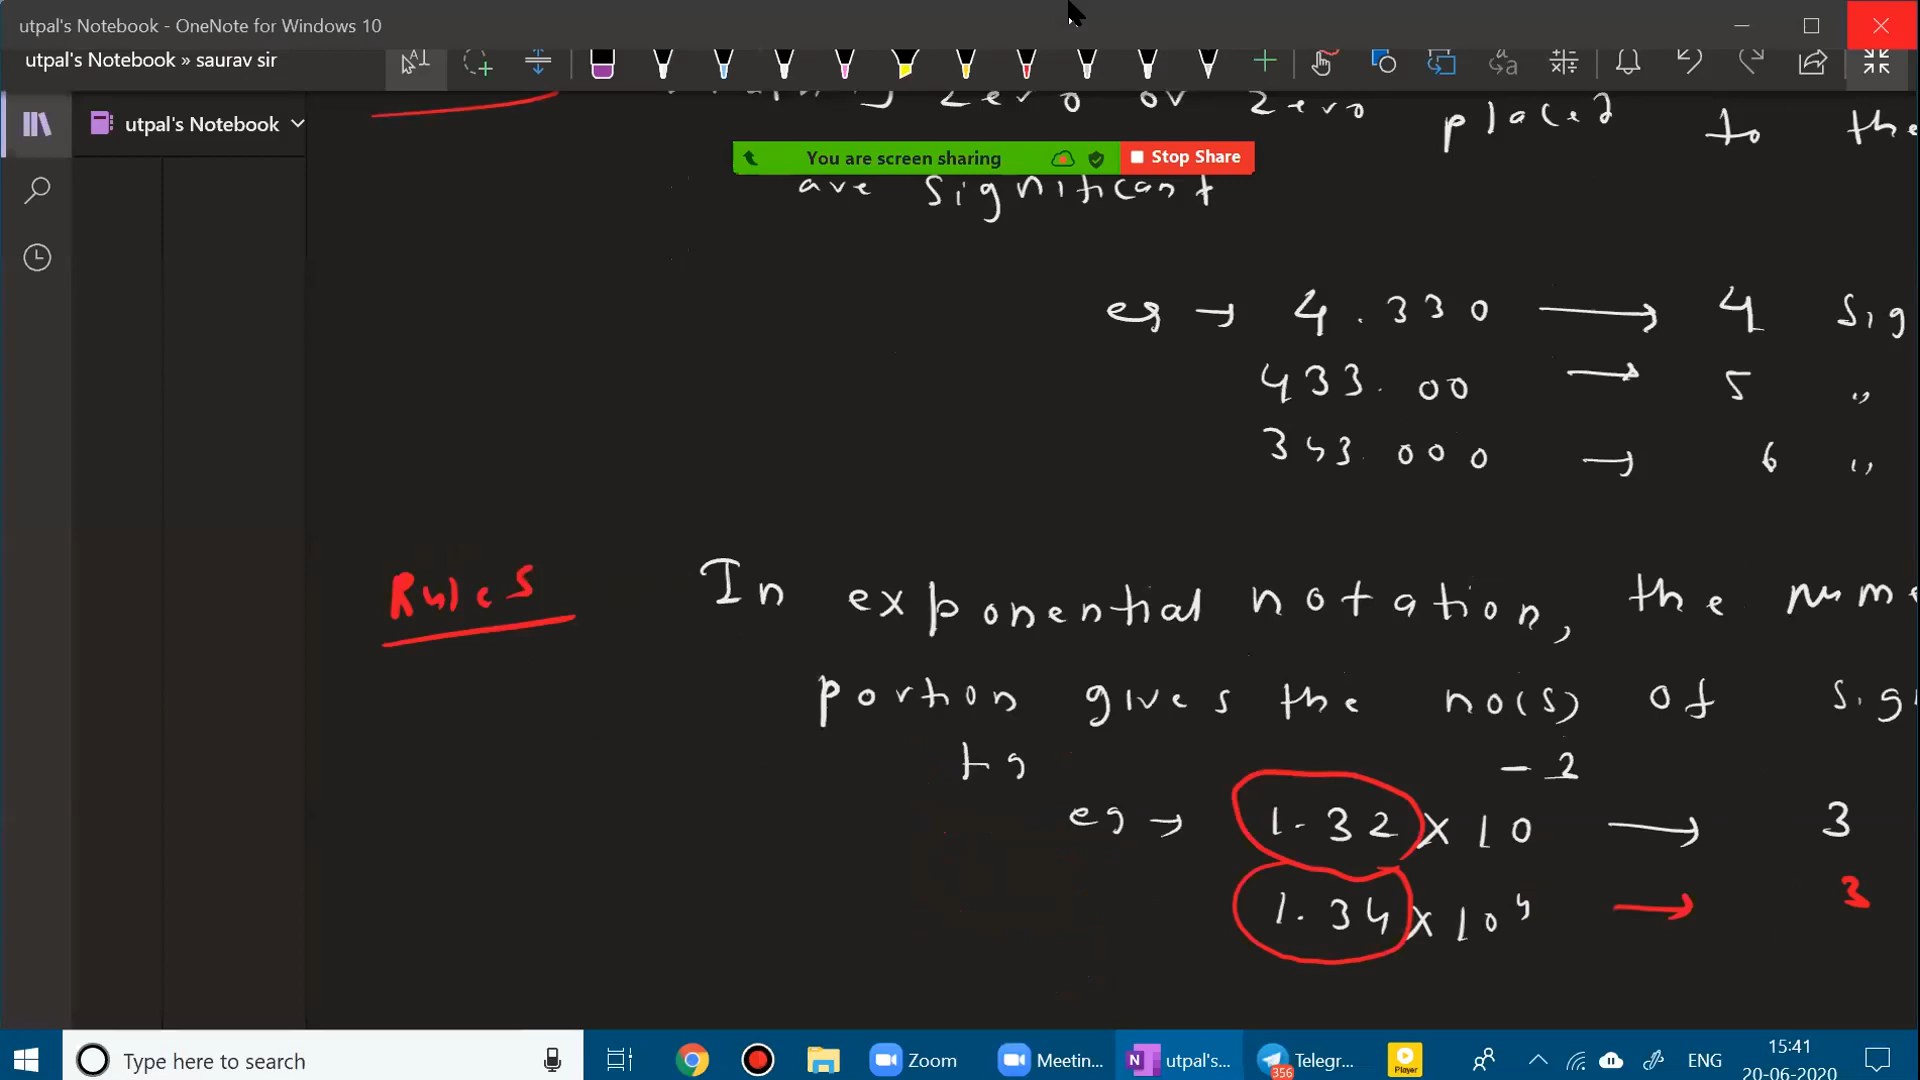 utpal's Notebook - OneNote for Windows 10
utpal's Notebook » saurav sir
utpal's Notebook
zero or zero placed to the
You are screen sharing Stop Share
are significant
eg → 4.330 → 4 Sig
433.00 → 5 "
343.000 → 6 "
Rule 5 In exponential notation, the nume
portion gives the no(s) of sig
-2
eg → 1.32 × 10 → 3
1.34 × 10⁴ → 3
Type here to search
Zoom
Meetin...
utpal's...
Telegr...
356
Player
ENG
15:41
20-06-2020